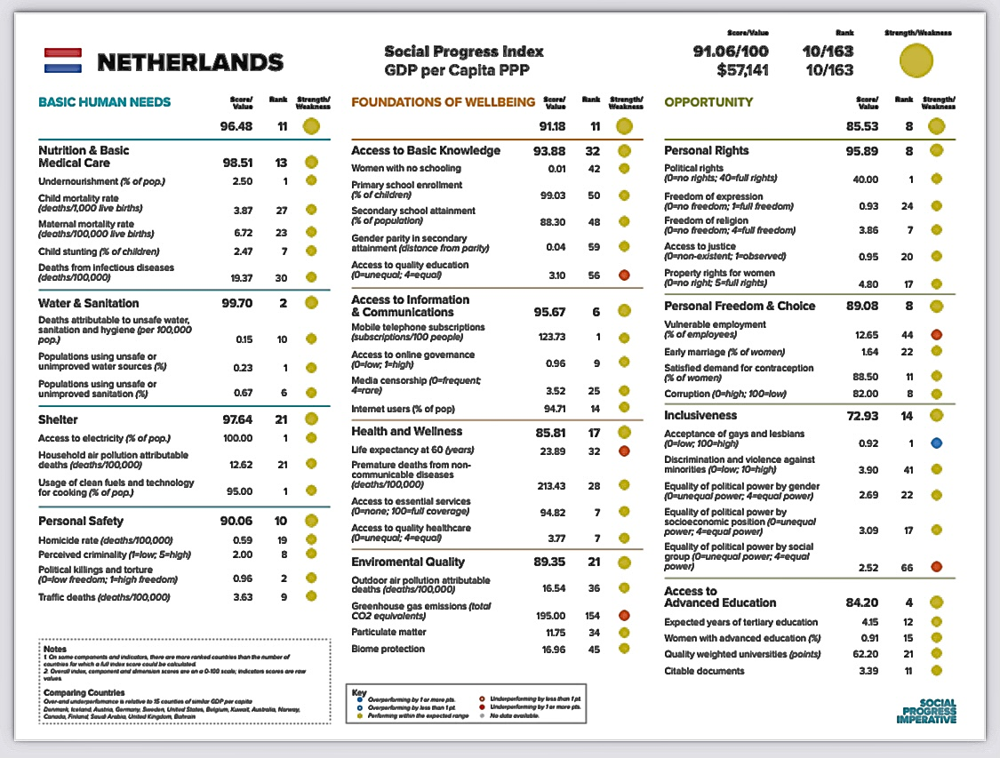 Score/Value Rank Strength/Weakness
NETHERLANDS
Social Progress Index 91.06/100 10/163
GDP per Capita PPP $57,141 10/163
BASIC HUMAN NEEDS Score/ Value Rank Strength/ Weakness
96.48 11
Nutrition & Basic
Medical Care 98.51 13
Undernourishment (% of pop.) 2.50 1
Child mortality rate
(deaths/1,000 live births) 3.87 27
Maternal mortality rate
(deaths/100,000 live births) 6.72 23
Child stunting (% of children) 2.47 7
Deaths from infectious diseases
(deaths/100,000) 19.37 30
Water & Sanitation 99.70 2
Deaths attributable to unsafe water,
sanitation and hygiene (per 100,000
pop.) 0.15 10
Populations using unsafe or
unimproved water sources (%) 0.23 1
Populations using unsafe or
unimproved sanitation (%) 0.67 6
Shelter 97.64 21
Access to electricity (% of pop.) 100.00 1
Household air pollution attributable
deaths (deaths/100,000) 12.62 21
Usage of clean fuels and technology
for cooking (% of pop.) 95.00 1
Personal Safety 90.06 10
Homicide rate (deaths/100,000) 0.59 19
Perceived criminality (1=low; 5=high) 2.00 8
Political killings and torture
(0=low freedom; 1=high freedom) 0.96 2
Traffic deaths (deaths/100,000) 3.63 9
Notes
1 On some components and indicators, there are more ranked countries than the number of
countries for which a full index score could be calculated.
2. Overall index, component and dimension scores are on a 0-100 scale; indicators scores are raw
values.
Comparing Countries
Over-and underperfomance is relative to 15 counties of similar GDP per capita
Denmark, Iceland, Austria, Germany, Sweden, United States, Belgium, Kuwait, Australia, Norway,
Canada, Finland, Saudi Arabia, United Kingdom, Bahrain
FOUNDATIONS OF WELLBEING Score/ Value Rank Strength/ Weakness
91.18 11
Access to Basic Knowledge 93.88 32
Women with no schooling 0.01 42
Primary school enrollment
(% of children) 99.03 50
Secondary school attainment
(% of population) 88.30 48
Gender parity in secondary
attainment (distance from parity) 0.04 59
Access to quality education
(0=unequal; 4=equal) 3.10 56
Access to Information
& Communications 95.67 6
Mobile telephone subscriptions
(subscriptions/100 people) 123.73 1
Access to online governance
(0=low; 1=high) 0.96 9
Media censorship (0=frequent;
4=rare) 3.52 25
Internet users (% of pop) 94.71 14
Health and Wellness 85.81 17
Life expectancy at 60 (years) 23.89 32
Premature deaths from non-
communicable diseases
(deaths/100,000) 213.43 28
Access to essential services
(0=none; 100=full coverage) 94.82 7
Access to quality healthcare
(0=unequal; 4=equal) 3.77 7
Enviromental Quality 89.35 21
Outdoor air pollution attributable
deaths (deaths/100,000) 16.54 36
Greenhouse gas emissions (total
CO2 equivalents) 195.00 154
Particulate matter 11.75 34
Biome protection 16.96 45
Key
Overperforming by 1 or more pts.
Overperforming by less than 1 pt.
Performing within the expected range
Underperforming by less than 1 pt.
Underperforming by 1 or more pts.
No data available.
OPPORTUNITY Score/ Value Rank Strength/ Weakness
85.53 8
Personal Rights 95.89 8
Political rights
(0=no rights; 40=full rights) 40.00 1
Freedom of expression
(0=no freedom; 1=full freedom) 0.93 24
Freedom of religion
(0=no freedom; 4=full freedom) 3.86 7
Access to justice
(0=non-existent; 1=observed) 0.95 20
Property rights for women
(0=no right; 5=full rights) 4.80 17
Personal Freedom & Choice 89.08 8
Vulnerable employment
(% of employees) 12.65 44
Early marriage (% of women) 1.64 22
Satisfied demand for contraception
(% of women) 88.50 11
Corruption (0=high; 100=low) 82.00 8
Inclusiveness 72.93 14
Acceptance of gays and lesbians
(0=low; 100=high) 0.92 1
Discrimination and violence against
minorities (0=low; 10=high) 3.90 41
Equality of political power by gender
(0=unequal power; 4=equal power) 2.69 22
Equality of political power by
socioeconomic position (0=unequal
power; 4=equal power) 3.09 17
Equality of political power by social
group (0=unequal power; 4=equal
power) 2.52 66
Access to
Advanced Education 84.20 4
Expected years of tertiary education 4.15 12
Women with advanced education (%) 0.91 15
Quality weighted universities (points) 62.20 21
Citable documents 3.39 11
SOCIAL
PROGRESS
IMPERATIVE